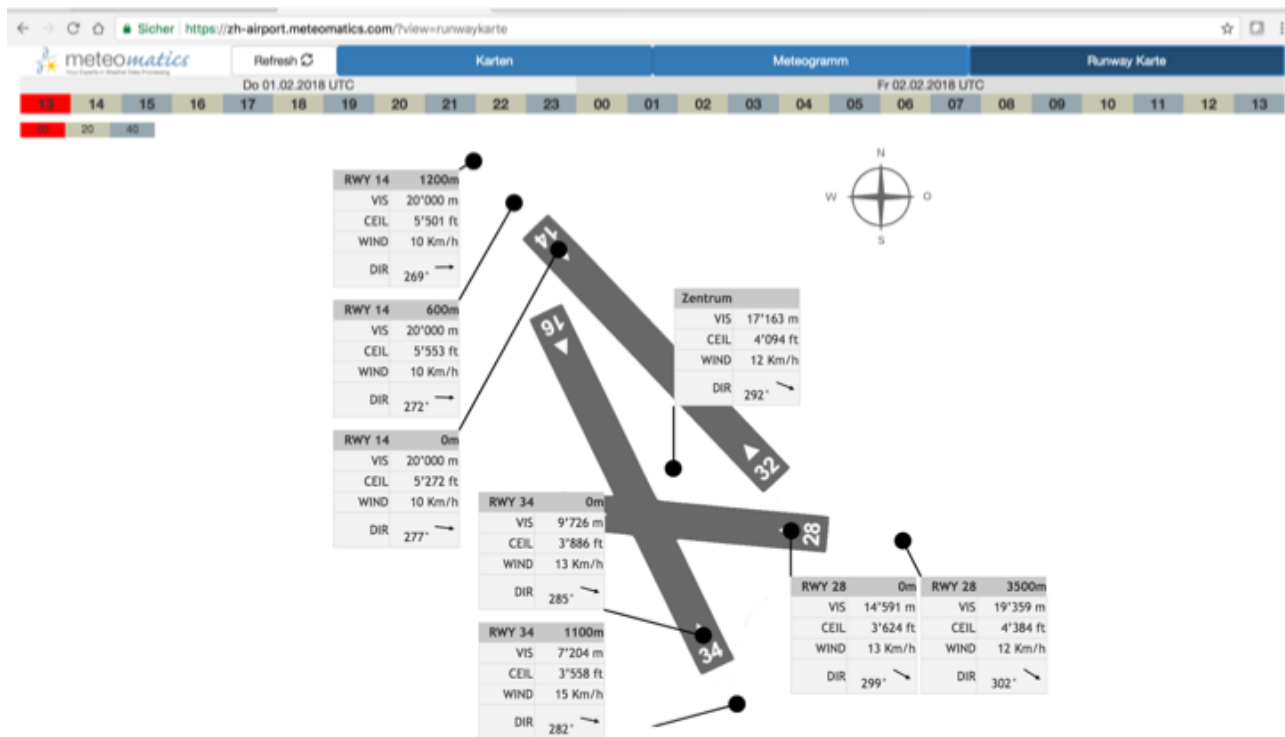 Sicher https://zh-airport.meteomatics.com/?view=runwaykarte
meteomatics Refresh Karten Meteogramm Runway Karte
Your Experts in Weather Data Processing
Do 01.02.2018 UTC Fr 02.02.2018 UTC
13 14 15 16 17 18 19 20 21 22 23 00 01 02 03 04 05 06 07 08 09 10 11 12 13
00 20 40
N
W O
S
RWY 14 1200m
VIS 20'000 m
CEIL 5'501 ft
WIND 10 Km/h
DIR 269°
RWY 14 600m
VIS 20'000 m
CEIL 5'553 ft
WIND 10 Km/h
DIR 272°
RWY 14 0m
VIS 20'000 m
CEIL 5'272 ft
WIND 10 Km/h
DIR 277°
14
16
Zentrum
VIS 17'163 m
CEIL 4'094 ft
WIND 12 Km/h
DIR 292°
32
28
34
RWY 34 0m
VIS 9'726 m
CEIL 3'886 ft
WIND 13 Km/h
DIR 285°
RWY 34 1100m
VIS 7'204 m
CEIL 3'558 ft
WIND 15 Km/h
DIR 282°
RWY 28 0m
VIS 14'591 m
CEIL 3'624 ft
WIND 13 Km/h
DIR 299°
RWY 28 3500m
VIS 19'359 m
CEIL 4'384 ft
WIND 12 Km/h
DIR 302°